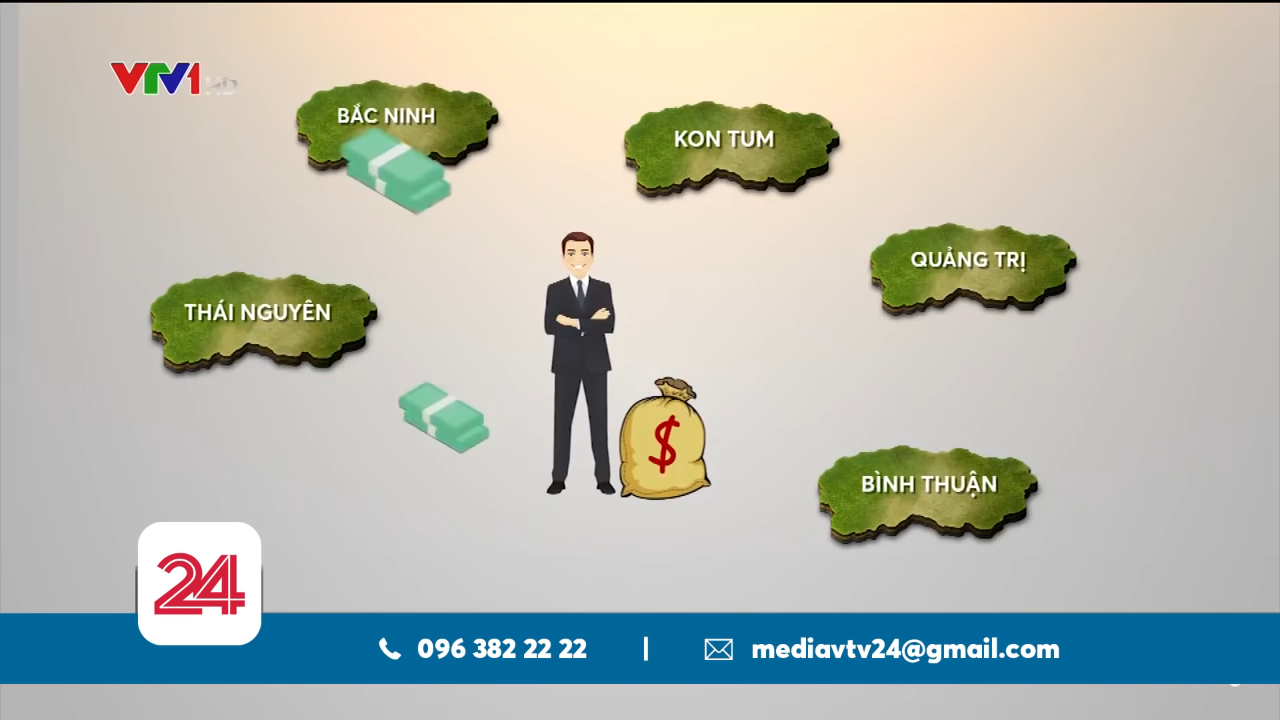 VTV1 HD
BẮC NINH
KON TUM
QUẢNG TRỊ
THÁI NGUYÊN
$
BÌNH THUẬN
24
096 382 22 22 | mediavtv24@gmail.com